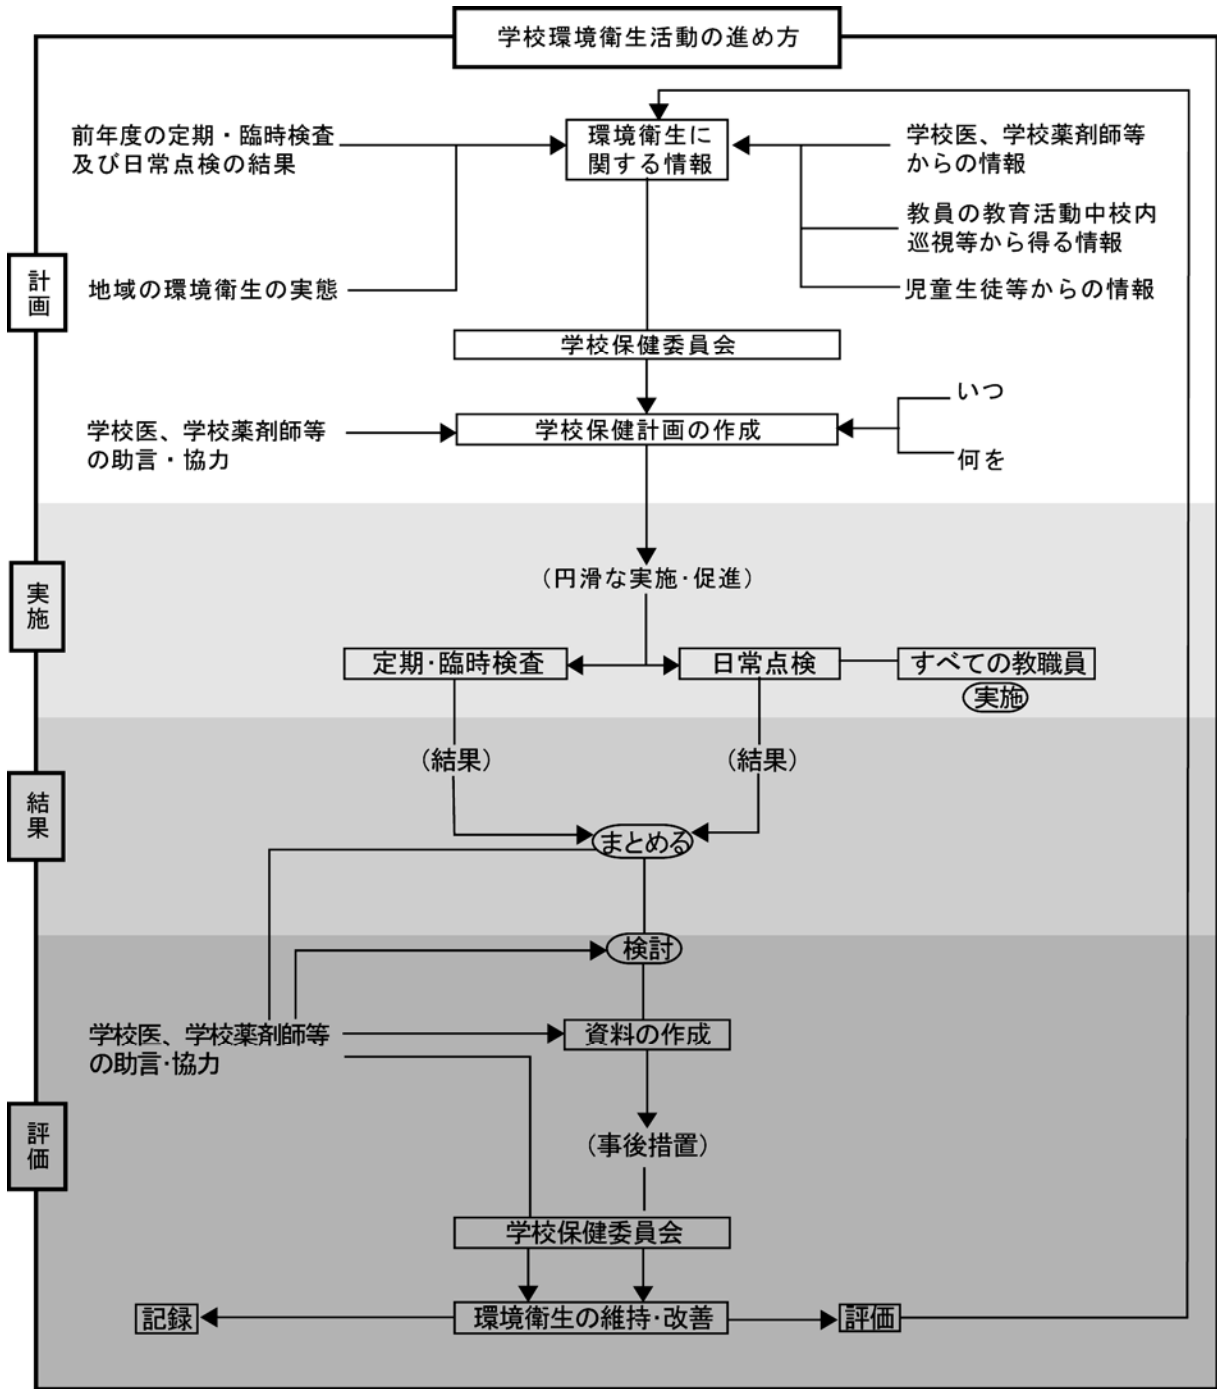 学校環境衛生活動の進め方
前年度の定期・臨時検査
及び日常点検の結果
環境衛生に
関する情報
学校医、学校薬剤師等
からの情報
教員の教育活動中校内
巡視等から得る情報
計画
地域の環境衛生の実態
児童生徒等からの情報
学校保健委員会
いつ
学校医、学校薬剤師等
の助言・協力
学校保健計画の作成
何を
実施
(円滑な実施・促進)
定期・臨時検査
日常点検
すべての教職員
実施
結果
(結果)
(結果)
まとめる
検討
学校医、学校薬剤師等
の助言・協力
資料の作成
評価
(事後措置)
学校保健委員会
記録
環境衛生の維持・改善
評価